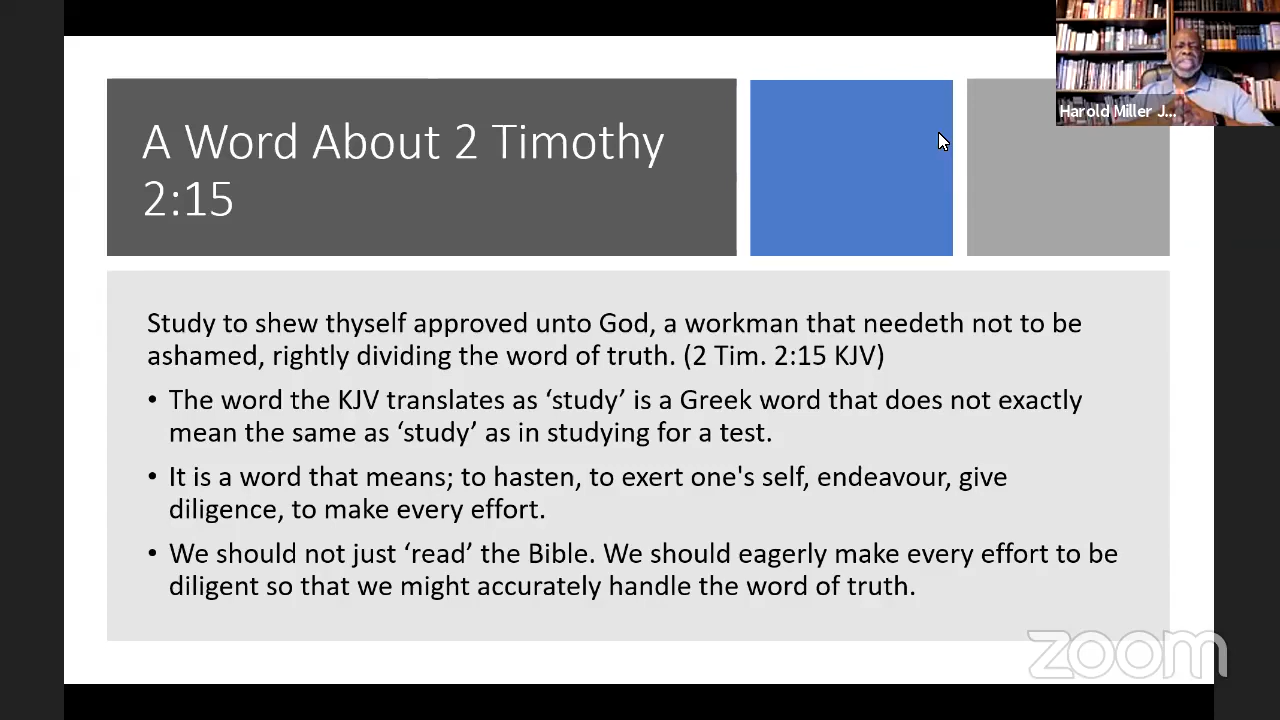 Harold Miller J...
A Word About 2 Timothy
2:15
Study to shew thyself approved unto God, a workman that needeth not to be
ashamed, rightly dividing the word of truth. (2 Tim. 2:15 KJV)
• The word the KJV translates as ‘study’ is a Greek word that does not exactly
mean the same as ‘study’ as in studying for a test.
• It is a word that means; to hasten, to exert one's self, endeavour, give
diligence, to make every effort.
• We should not just ‘read’ the Bible. We should eagerly make every effort to be
diligent so that we might accurately handle the word of truth.
zoom